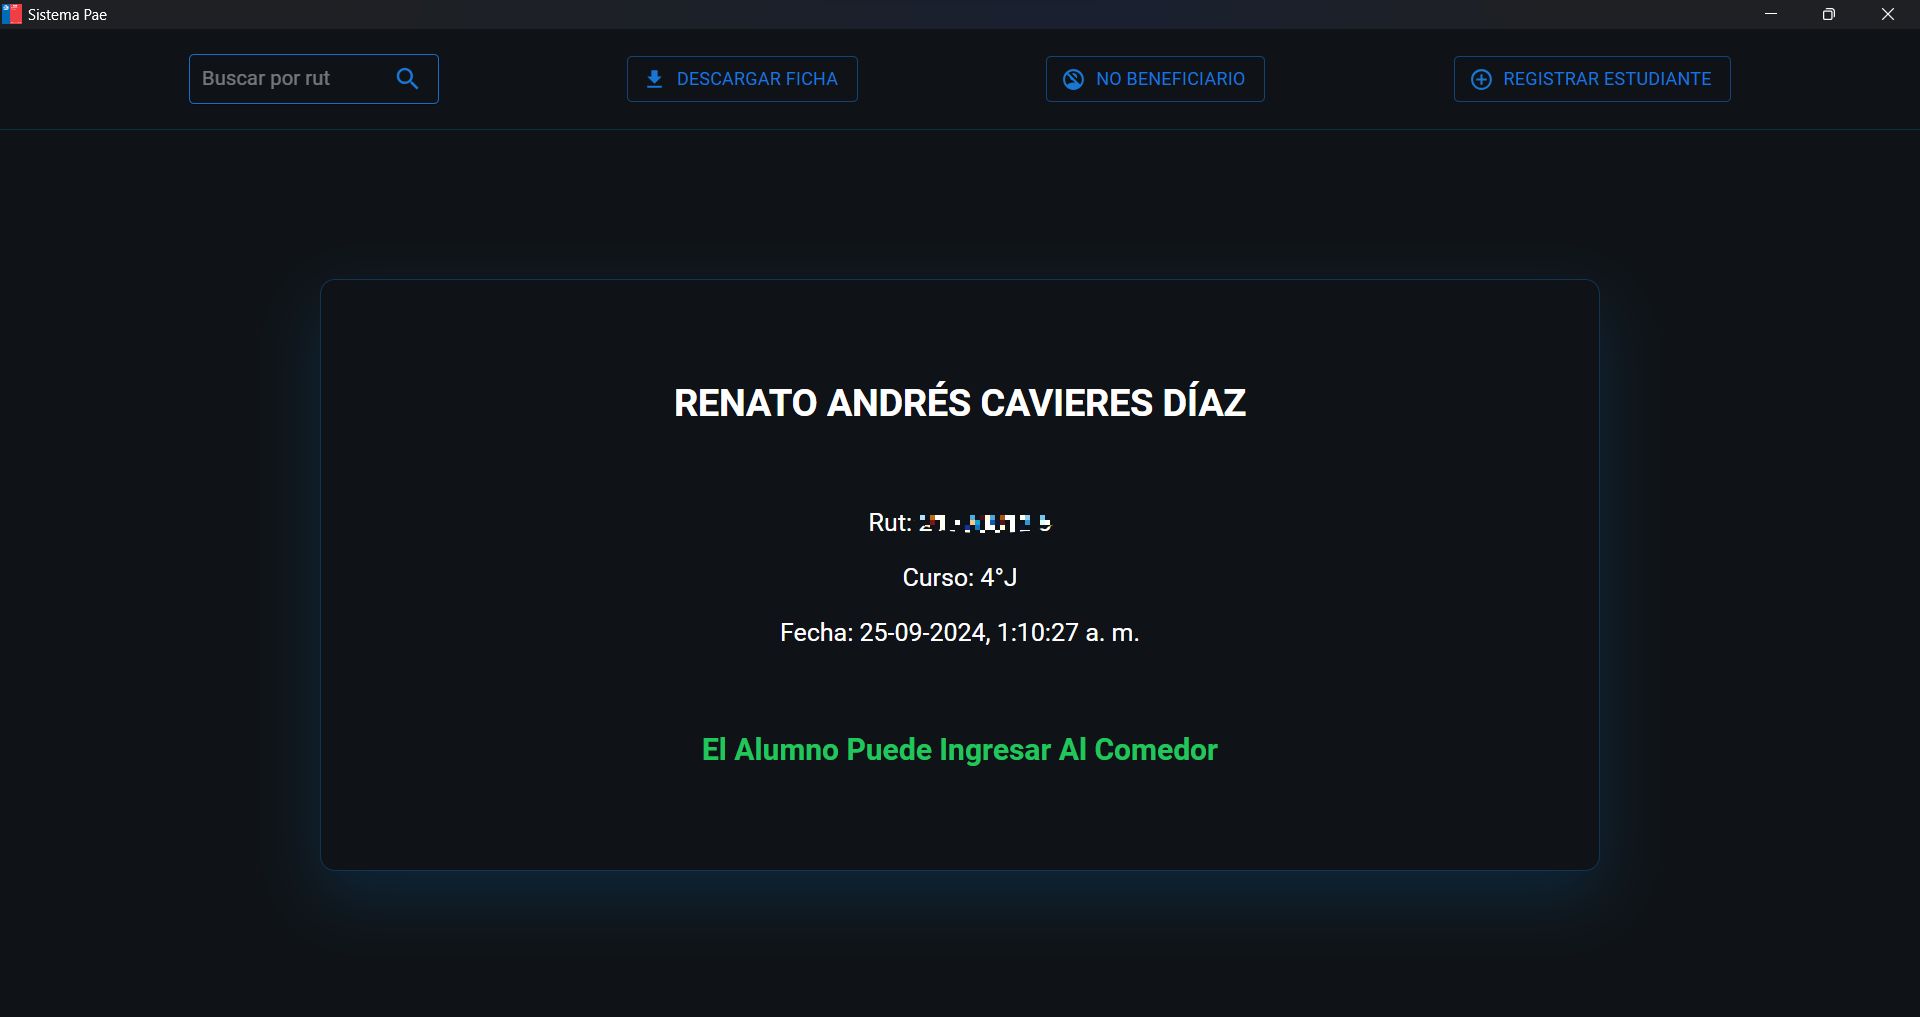 Sistema Pae
Buscar por rut
DESCARGAR FICHA
NO BENEFICIARIO
REGISTRAR ESTUDIANTE
RENATO ANDRÉS CAVIERES DÍAZ
Rut:
Curso: 4°J
Fecha: 25-09-2024, 1:10:27 a. m.
El Alumno Puede Ingresar Al Comedor